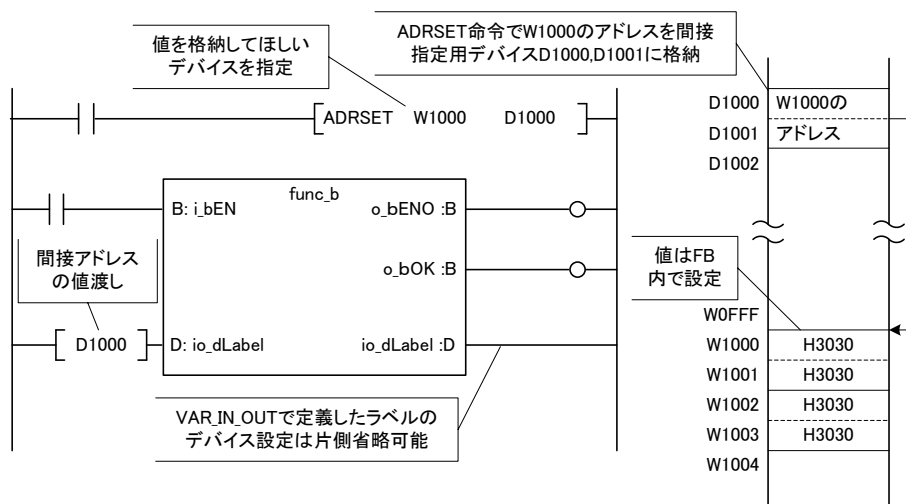 値を格納してほしい
デバイスを指定
ADRSET命令でW1000のアドレスを間接
指定用デバイスD1000,D1001に格納
ADRSET W1000 D1000
D1000 W1000の
D1001 アドレス
D1002
func_b
B: i_bEN o_bENO :B
o_bOK :B
間接アドレス
の値渡し
値はFB
内で設定
D1000 D: io_dLabel io_dLabel :D
W0FFF
W1000 H3030
W1001 H3030
W1002 H3030
W1003 H3030
W1004
VAR_IN_OUTで定義したラベルの
デバイス設定は片側省略可能